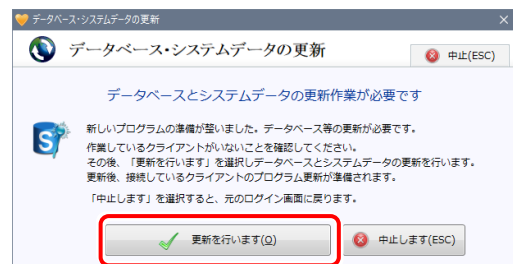 データベース・システムデータの更新
データベース・システムデータの更新
中止(ESC)
データベースとシステムデータの更新作業が必要です
新しいプログラムの準備が整いました。データベース等の更新が必要です。
作業しているクライアントがいないことを確認してください。
その後、「更新を行います」を選択しデータベースとシステムデータの更新を行います。
更新後、接続しているクライアントのプログラム更新が準備されます。
「中止します」を選択すると、元のログイン画面に戻ります。
更新を行います(O) 中止します(ESC)